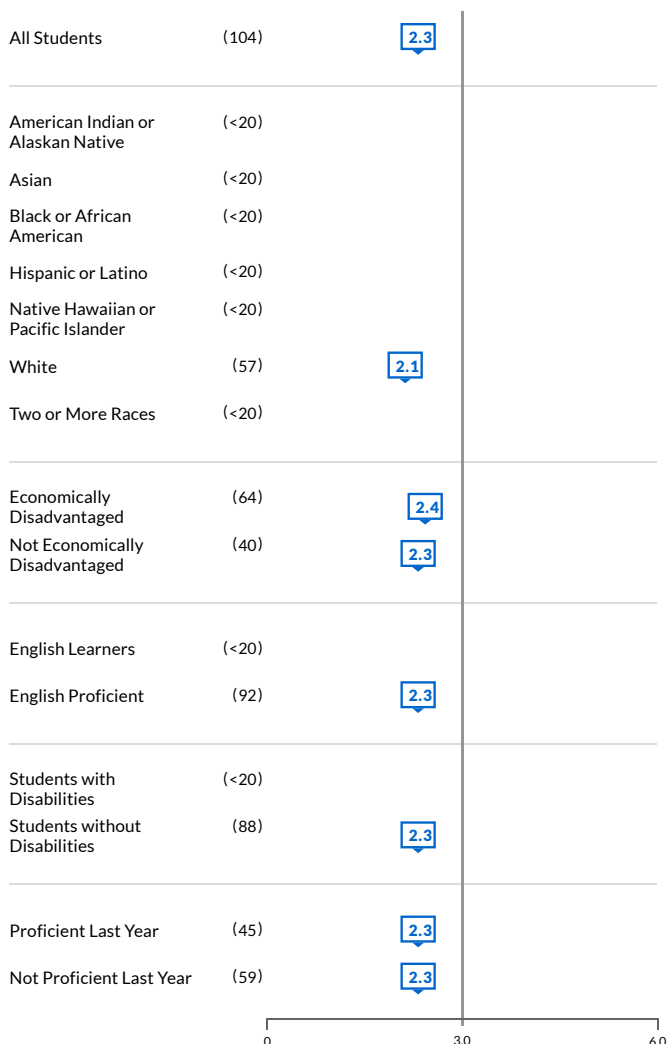 All Students (104) 2.3
American Indian or (<20)
Alaskan Native
Asian (<20)
Black or African (<20)
American
Hispanic or Latino (<20)
Native Hawaiian or (<20)
Pacific Islander
White (57) 2.1
Two or More Races (<20)
Economically (64) 2.4
Disadvantaged
Not Economically (40) 2.3
Disadvantaged
English Learners (<20)
English Proficient (92) 2.3
Students with (<20)
Disabilities
Students without (88) 2.3
Disabilities
Proficient Last Year (45) 2.3
Not Proficient Last Year (59) 2.3
0 3.0 6.0